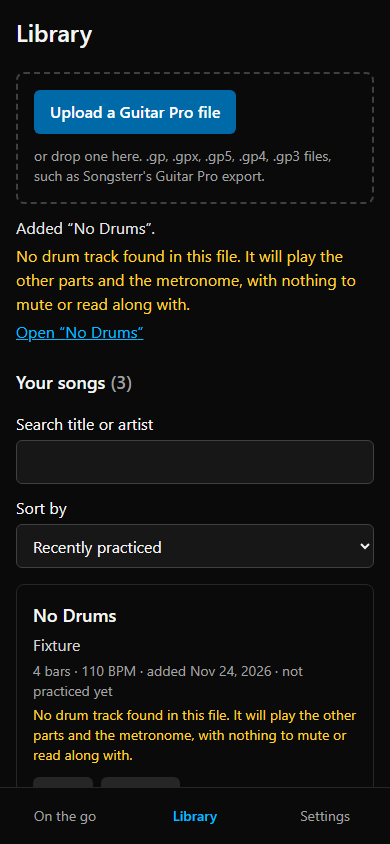 Library
Upload a Guitar Pro file
or drop one here. .gp, .gpx, .gp5, .gp4, .gp3 files,
such as Songsterr's Guitar Pro export.
Added “No Drums”.
No drum track found in this file. It will play the
other parts and the metronome, with nothing to
mute or read along with.
Open “No Drums”
Your songs (3)
Search title or artist
Sort by
Recently practiced
No Drums
Fixture
4 bars · 110 BPM · added Nov 24, 2026 · not
practiced yet
No drum track found in this file. It will play the other
parts and the metronome, with nothing to mute or
read along with.
On the go
Library
Settings